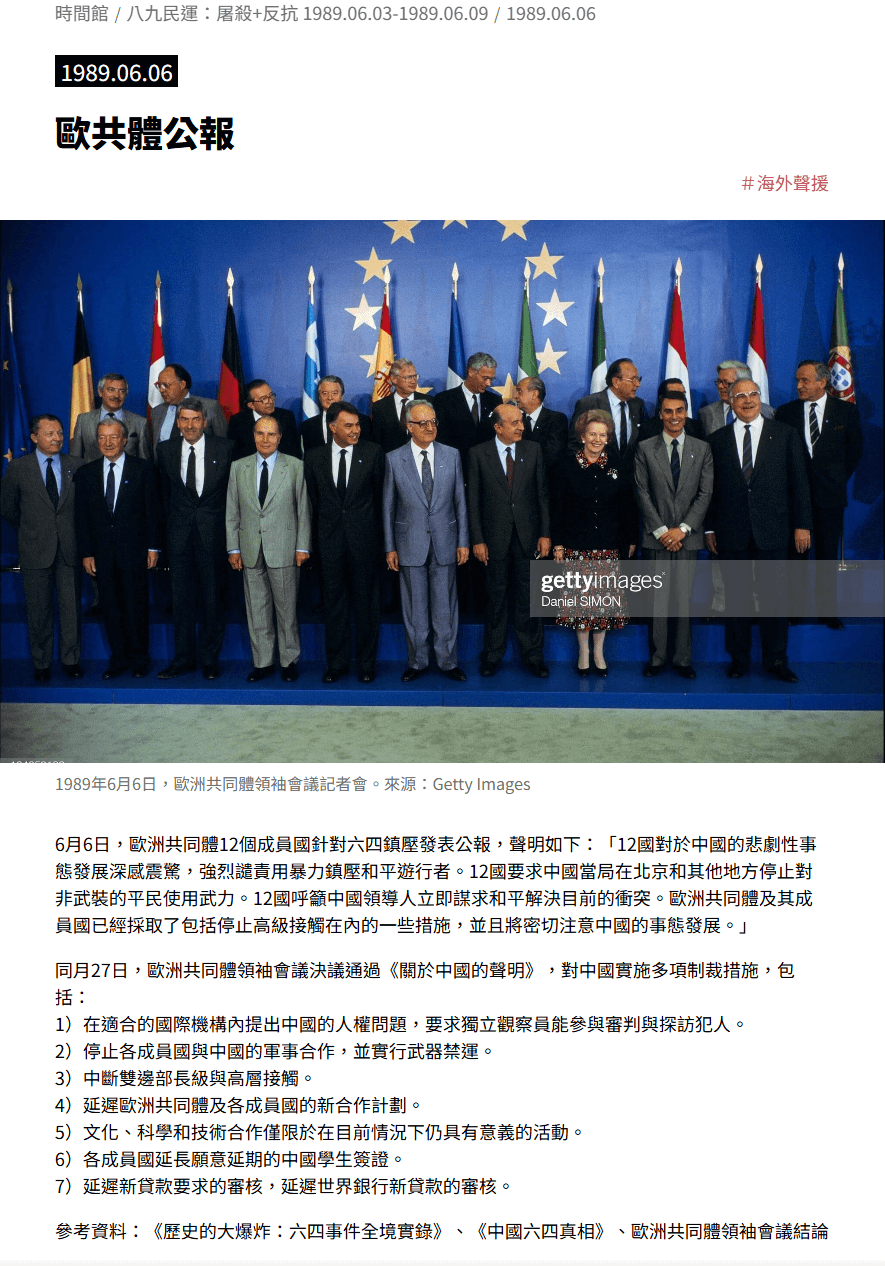 時間館 / 八九民運：屠殺+反抗 1989.06.03-1989.06.09 / 1989.06.06
1989.06.06
歐共體公報
＃海外聲援
gettyimages
Daniel SIMON
1989年6月6日，歐洲共同體領袖會議記者會。來源：Getty Images
6月6日，歐洲共同體12個成員國針對六四鎮壓發表公報，聲明如下：「12國對於中國的悲劇性事
態發展深感震驚，強烈譴責用暴力鎮壓和平遊行者。12國要求中國當局在北京和其他地方停止對
非武裝的平民使用武力。12國呼籲中國領導人立即謀求和平解決目前的衝突。歐洲共同體及其成
員國已經採取了包括停止高級接觸在內的一些措施，並且將密切注意中國的事態發展。」
同月27日，歐洲共同體領袖會議決議通過《關於中國的聲明》，對中國實施多項制裁措施，包
括：
1）在適合的國際機構內提出中國的人權問題，要求獨立觀察員能參與審判與探訪犯人。
2）停止各成員國與中國的軍事合作，並實行武器禁運。
3）中斷雙邊部長級與高層接觸。
4）延遲歐洲共同體及各成員國的新合作計劃。
5）文化、科學和技術合作僅限於在目前情況下仍具有意義的活動。
6）各成員國延長願意延期的中國學生簽證。
7）延遲新貸款要求的審核，延遲世界銀行新貸款的審核。
參考資料：《歷史的大爆炸：六四事件全境實錄》、《中國六四真相》、歐洲共同體領袖會議結論